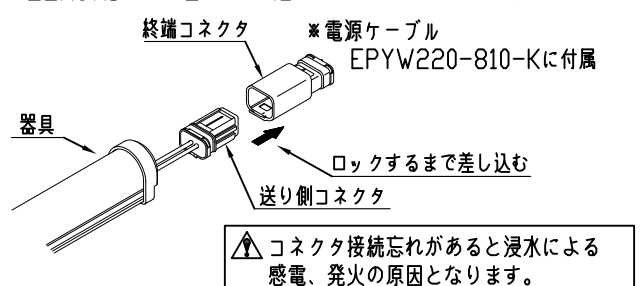 終端コネクタ
※電源ケーブル
EPYW220-810-Kに付属
器具
ロックするまで差し込む
送り側コネクタ
コネクタ接続忘れがあると浸水による
感電、発火の原因となります。